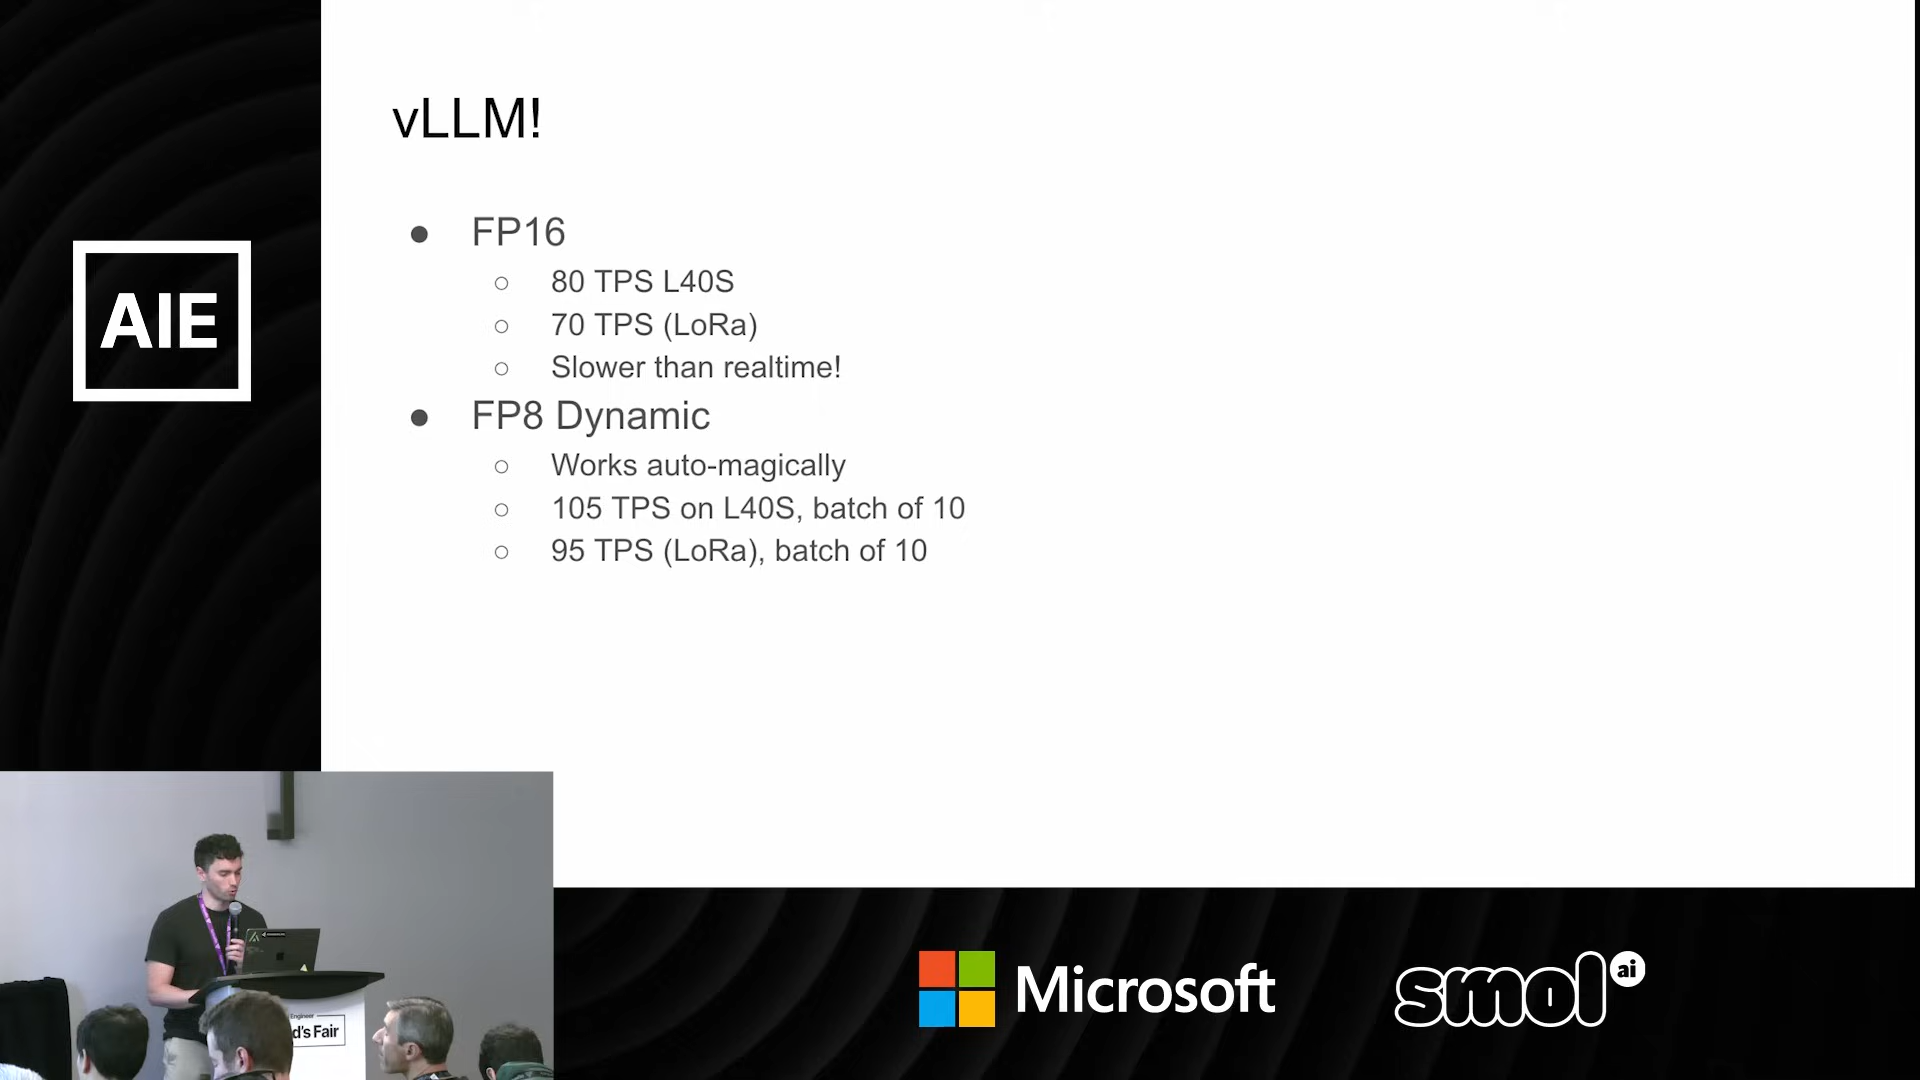 vLLM!
FP16
80 TPS L40S
70 TPS (LoRa)
Slower than realtime!
FP8 Dynamic
Works auto-magically
105 TPS on L40S, batch of 10
95 TPS (LoRa), batch of 10
AIE
Engineer
d's Fair
Microsoft
smol ai